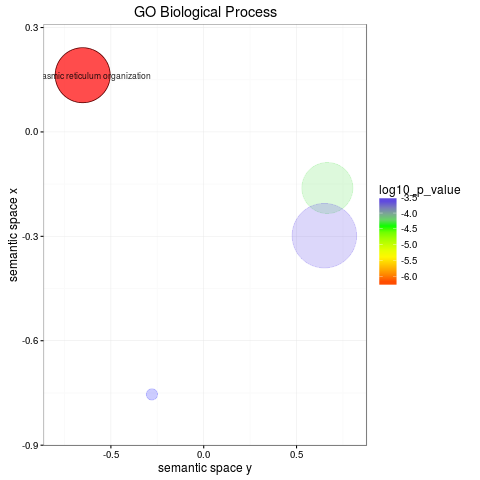 GO Biological Process
0.3
0.0
-0.3
-0.6
-0.9
semantic space x
asmic reticulum organization
-0.5
0.0
0.5
semantic space y
log10_p_value
-3.5
-4.0
-4.5
-5.0
-5.5
-6.0